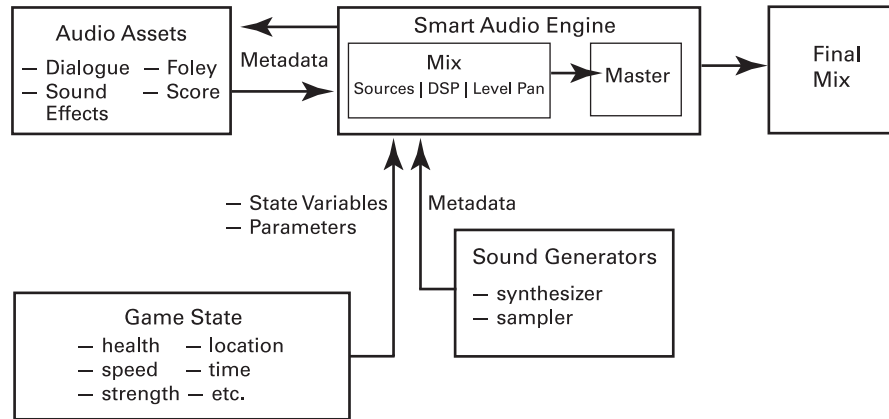 Audio Assets
— Dialogue — Foley
— Sound — Score
Effects
Metadata
Smart Audio Engine
Mix
Sources | DSP | Level Pan
Master
Final
Mix
— State Variables
— Parameters
Metadata
Sound Generators
— synthesizer
— sampler
Game State
— health — location
— speed — time
— strength — etc.